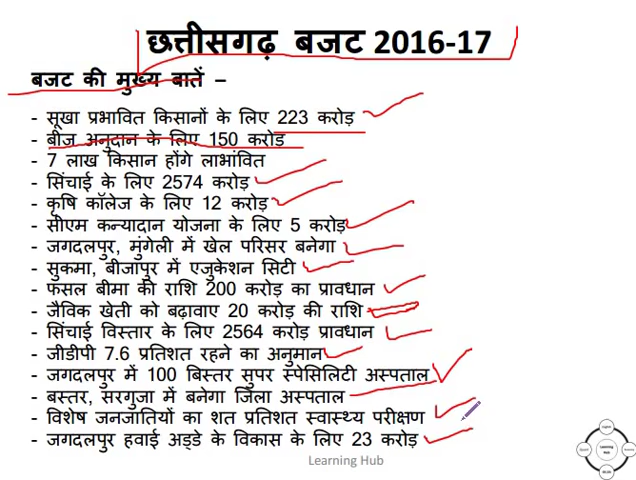 छत्तीसगढ़ बजट 2016-17
बजट की मुख्य बातें –
- सूखा प्रभावित किसानों के लिए 223 करोड़
- बीज अनुदान के लिए 150 करोड
- 7 लाख किसान होंगे लाभांवित
- सिंचाई के लिए 2574 करोड़
- कृषि कॉलेज के लिए 12 करोड़
- सीएम कन्यादान योजना के लिए 5 करोड़
- जगदलपुर, मुंगेली में खेल परिसर बनेगा
- सुकमा, बीजापुर में एजुकेशन सिटी
- फसल बीमा की राशि 200 करोड़ का प्रावधान
- जैविक खेती को बढ़ावाए 20 करोड़ की राशि
- सिंचाई विस्तार के लिए 2564 करोड़ प्रावधान
- जीडीपी 7.6 प्रतिशत रहने का अनुमान
- जगदलपुर में 100 बिस्तर सुपर स्पेसिलिटी अस्पताल
- बस्तर, सरगुजा में बनेगा जिला अस्पताल
- विशेष जनजातियों का शत प्रतिशत स्वास्थ्य परीक्षण
- जगदलपुर हवाई अड्डे के विकास के लिए 23 करोड़
Learning Hub
Learning
Hub